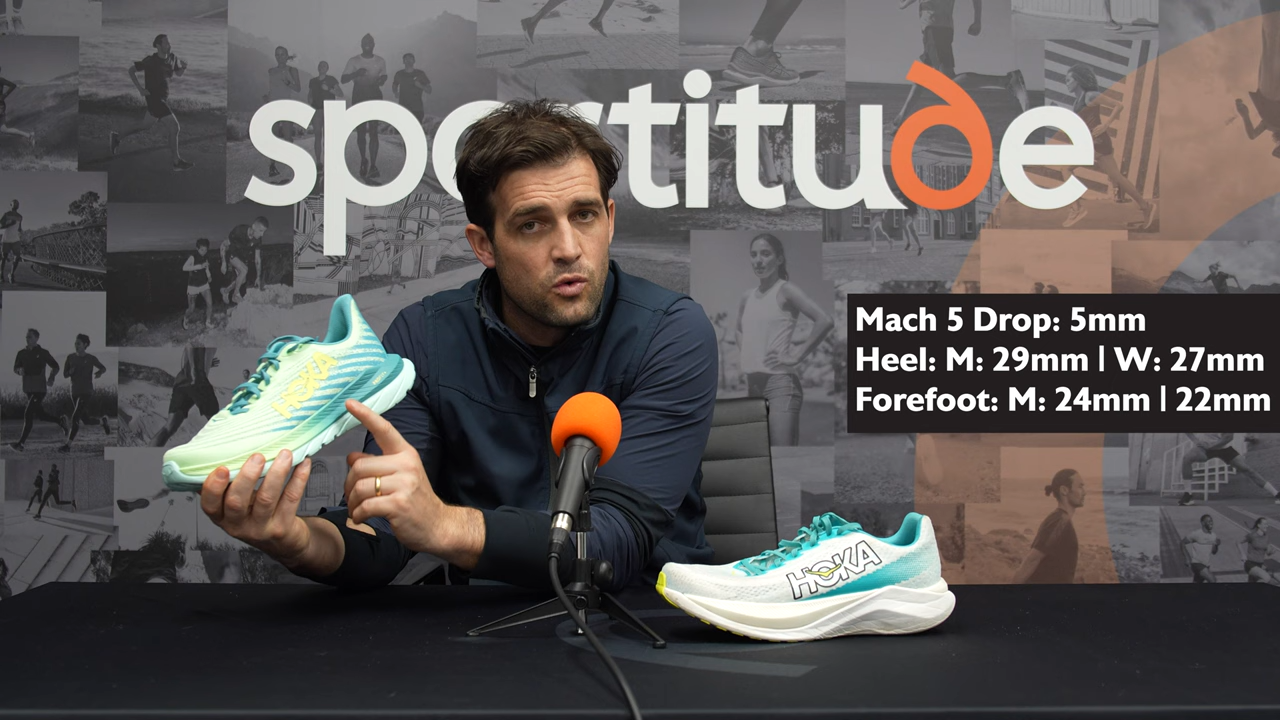 sportitude
Mach 5 Drop: 5mm
Heel: M: 29mm | W: 27mm
Forefoot: M: 24mm | 22mm
HOKA
HOKA